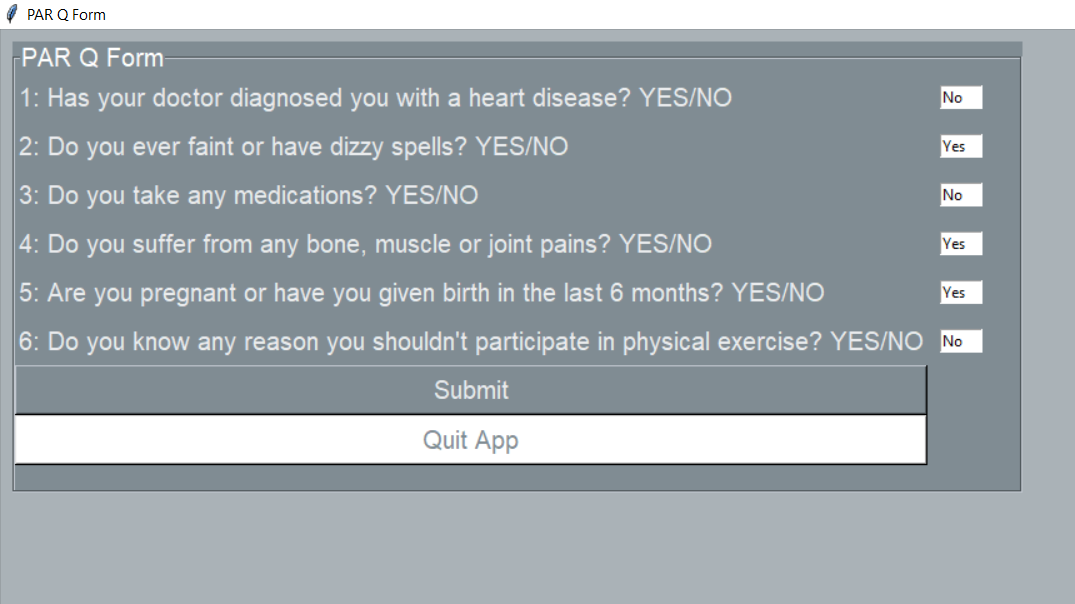 PAR Q Form
PAR Q Form
1: Has your doctor diagnosed you with a heart disease? YES/NO No
2: Do you ever faint or have dizzy spells? YES/NO Yes
3: Do you take any medications? YES/NO No
4: Do you suffer from any bone, muscle or joint pains? YES/NO Yes
5: Are you pregnant or have you given birth in the last 6 months? YES/NO Yes
6: Do you know any reason you shouldn't participate in physical exercise? YES/NO No
Submit
Quit App